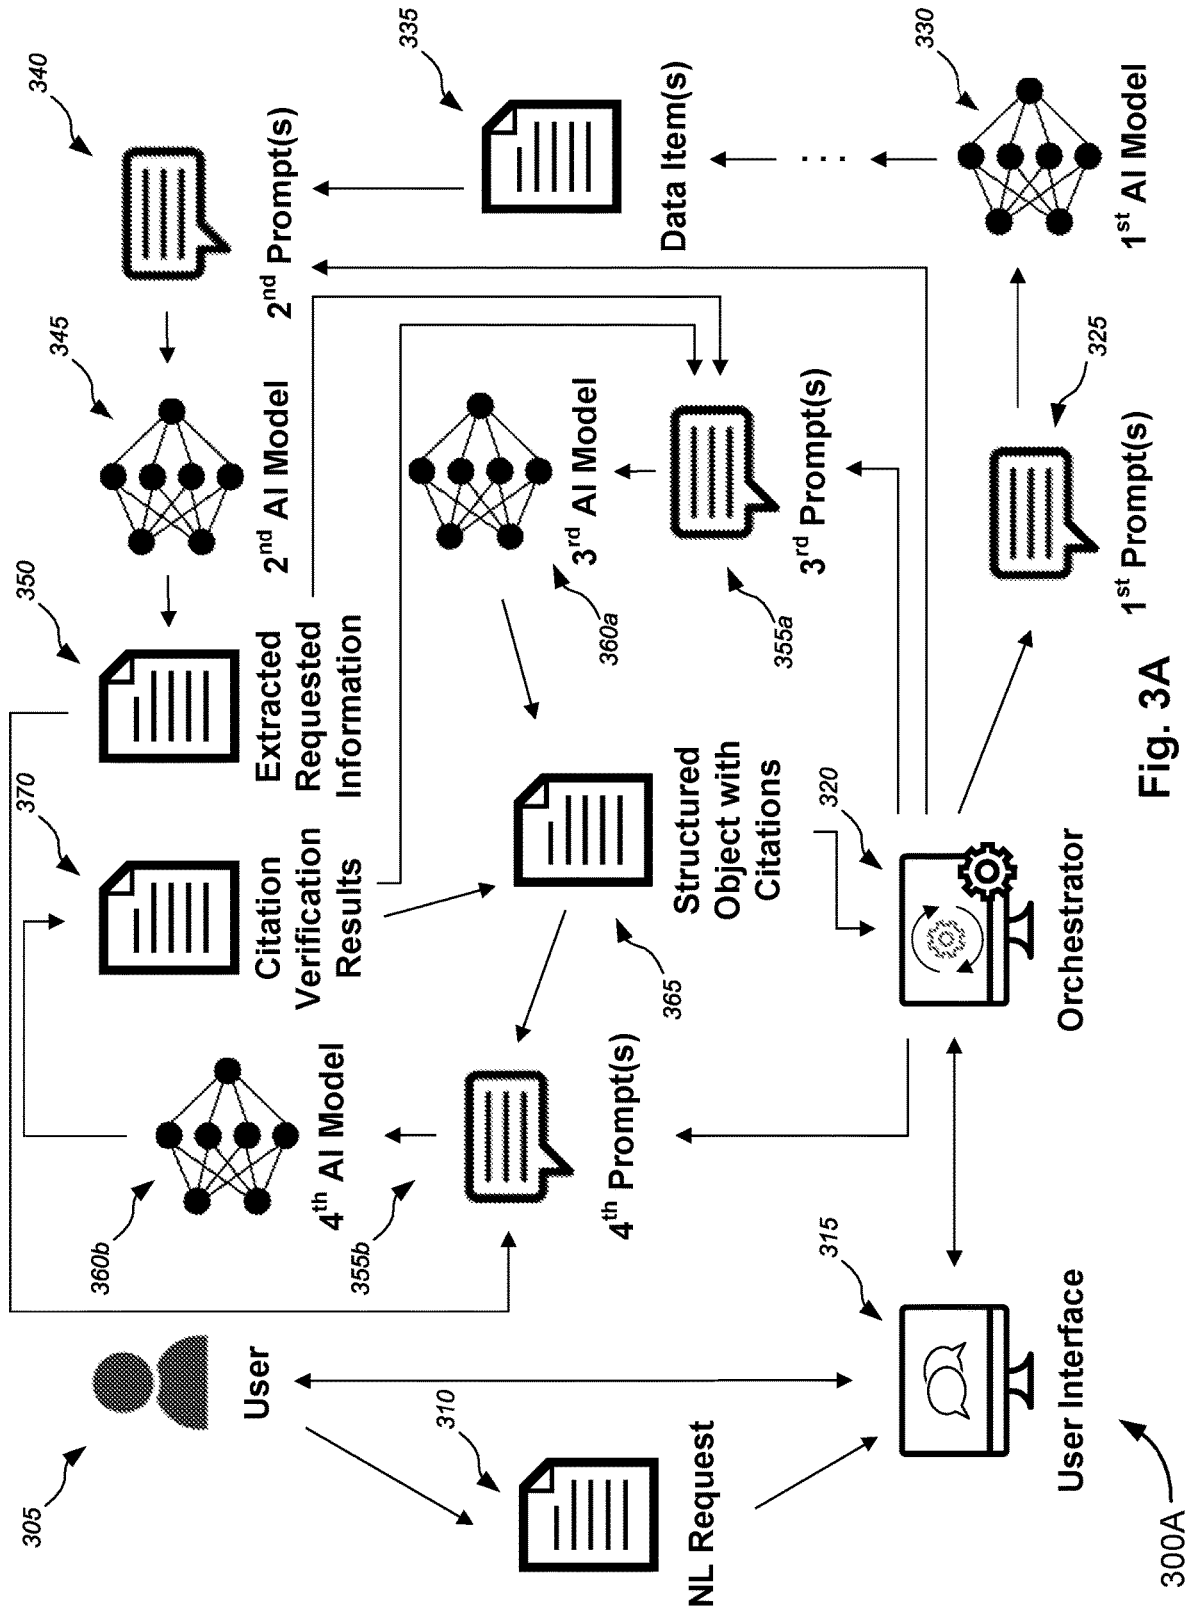 305
User
310
NL Request
315
User Interface
300A
360b
4th AI Model
355b
4th Prompt(s)
370
Citation
Verification
Results
365
Structured
Object with
Citations
320
Orchestrator
350
Extracted
Requested
Information
345
2nd AI Model
360a
3rd AI Model
355a
3rd Prompt(s)
325
1st Prompt(s)
340
2nd Prompt(s)
335
Data Item(s)
. . .
330
1st AI Model
Fig. 3A